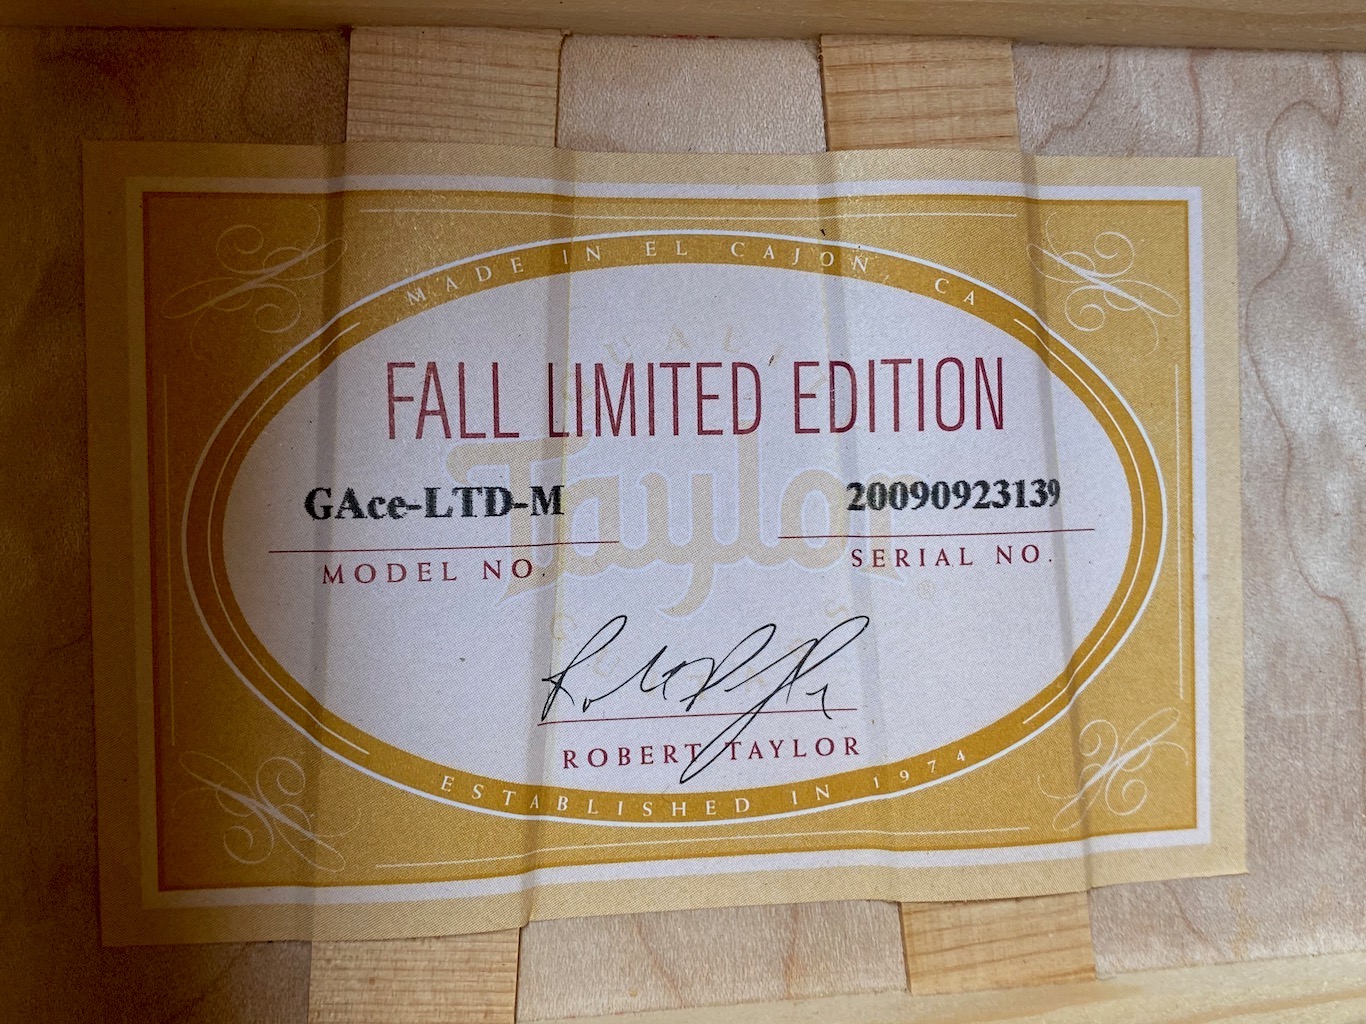 MADE IN EL CAJON CA
FALL LIMITED EDITION
Taylor
GAce-LTD-M
20090923139
MODEL NO.
SERIAL NO.
®
ROBERT TAYLOR
ESTABLISHED IN 1974